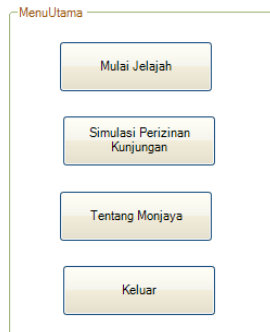 MenuUtama
Mulai Jelajah
Simulasi Perizinan
Kunjungan
Tentang Monjaya
Keluar